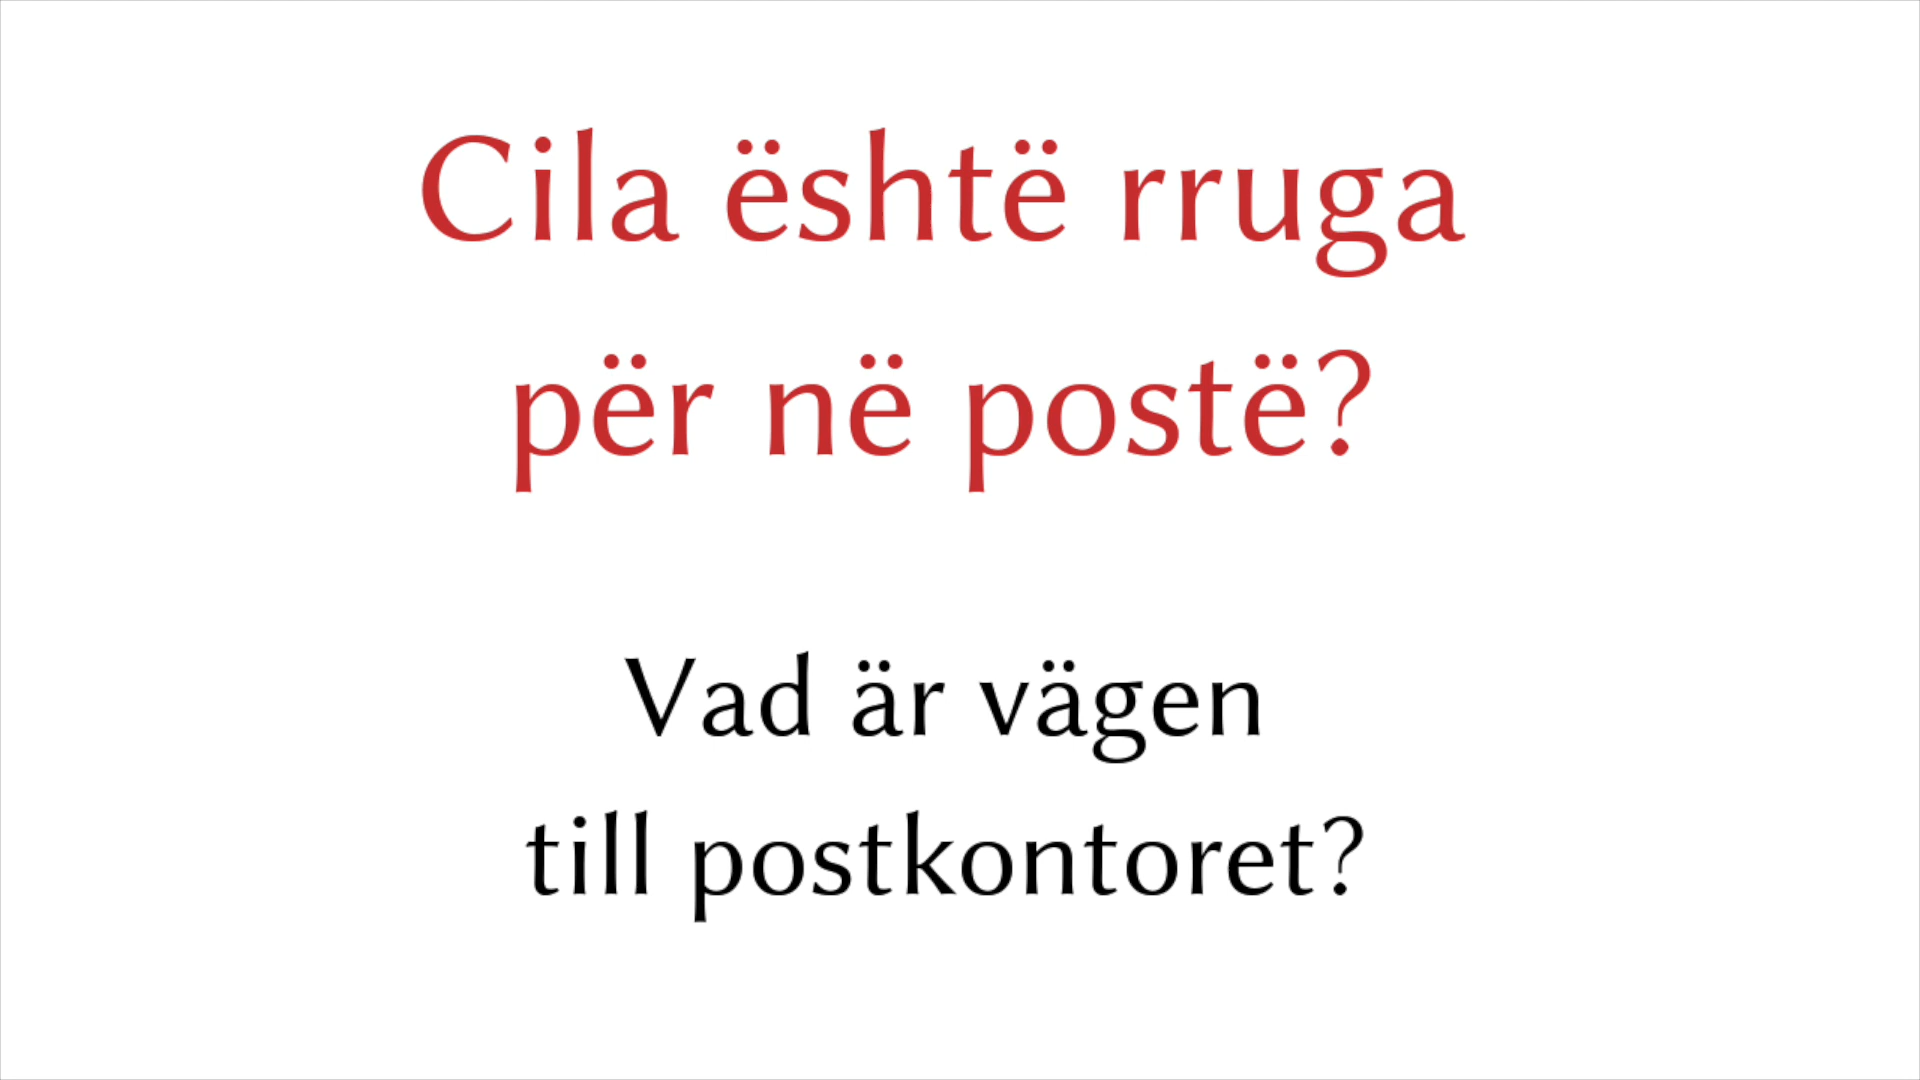 Cila është rruga
për në postë?
Vad är vägen
till postkontoret?